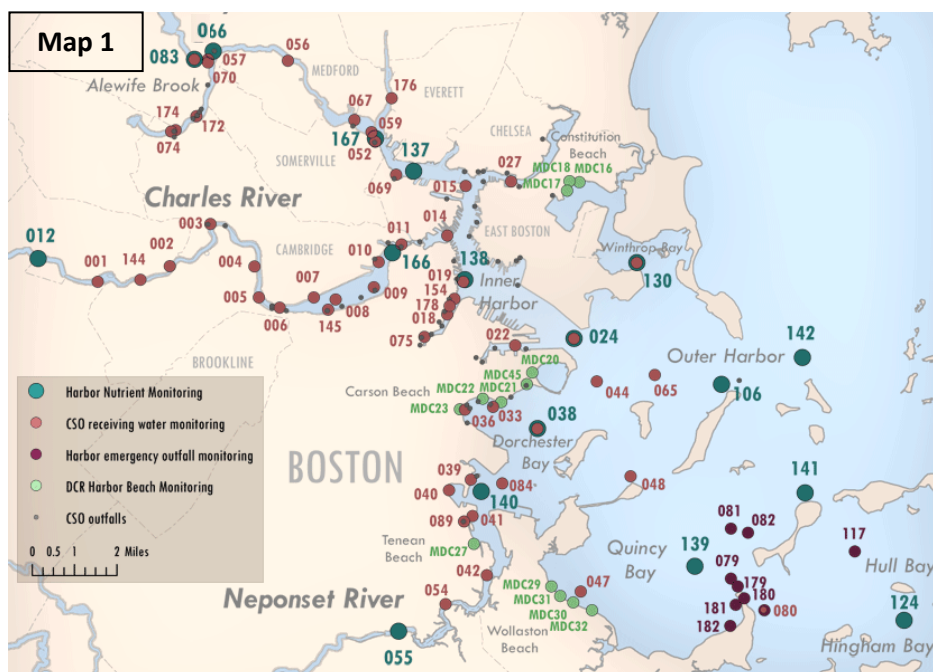 Map 1
066
083
056
057
070
MEDFORD
Alewife Brook
176
EVERETT
067
174
172
059
CHELSEA
Constitution
Beach
074
167
052
137
SOMERVILLE
027
MDC18
MDC16
MDC17
069
015
Charles River
003
014
EAST BOSTON
012
002
CAMBRIDGE
011
010
166
Winthrop Bay
001
144
004
138
019
Inner
Harbor
130
007
009
154
005
178
006
008
018
145
024
075
022
142
BROOKLINE
Outer Harbor
MDC20
MDC45
Carson Beach
MDC22
MDC21
044
065
106
MDC23
036
033
038
Dorchester
Bay
Harbor Nutrient Monitoring
CSO receiving water monitoring
Harbor emergency outfall monitoring
DCR Harbor Beach Monitoring
CSO outfalls
0 0.5 1 2 Miles
BOSTON
039
084
048
040
140
141
089
041
081
082
Tenean
Beach
MDC27
Quincy
Bay
139
117
079
Hull Bay
042
179
Neponset River
054
MDC29
047
180
MDC31
181
080
124
MDC30
182
MDC32
Wollaston
Beach
055
Hingham Bay